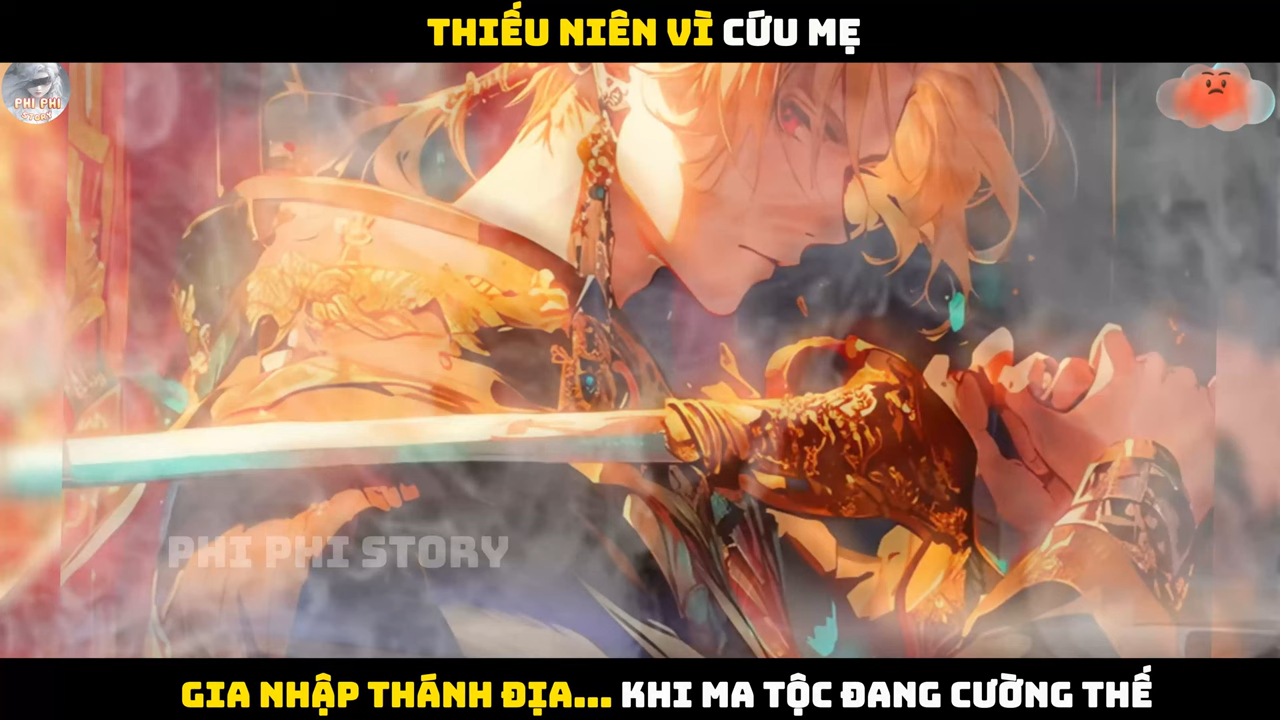 THIẾU NIÊN VÌ CỨU MẸ
PHI PHI
STORY
PHI PHI STORY
GIA NHẬP THÁNH ĐỊA... KHI MA TỘC ĐANG CƯỜNG THẾ